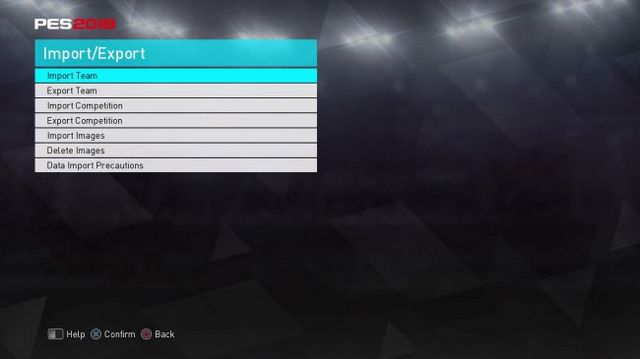 PES2018
Import/Export
Import Team
Export Team
Import Competition
Export Competition
Import Images
Delete Images
Data Import Precautions
Help Confirm Back